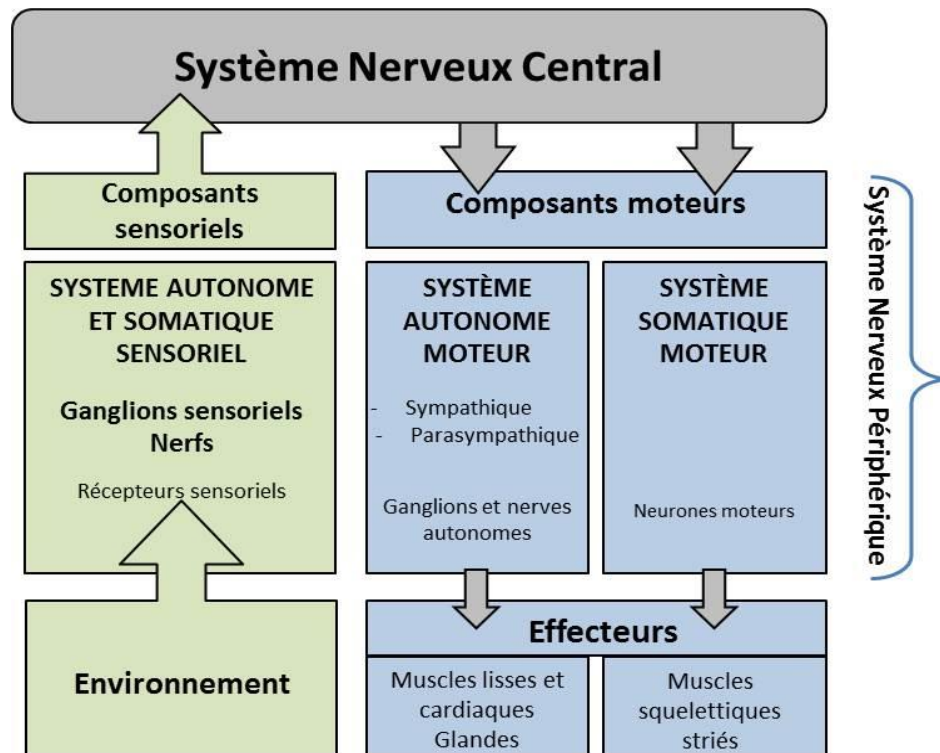 Système Nerveux Central
Composants
sensoriels
Composants moteurs
SYSTEME AUTONOME
ET SOMATIQUE
SENSORIEL
Ganglions sensoriels
Nerfs
Récepteurs sensoriels
SYSTÈME
AUTONOME
MOTEUR
- Sympathique
- Parasympathique
Ganglions et nerves
autonomes
SYSTÈME
SOMATIQUE
MOTEUR
Neurones moteurs
Système Nerveux Périphérique
Environnement
Effecteurs
Muscles lisses et
cardiaques
Glandes
Muscles
squelettiques
striés